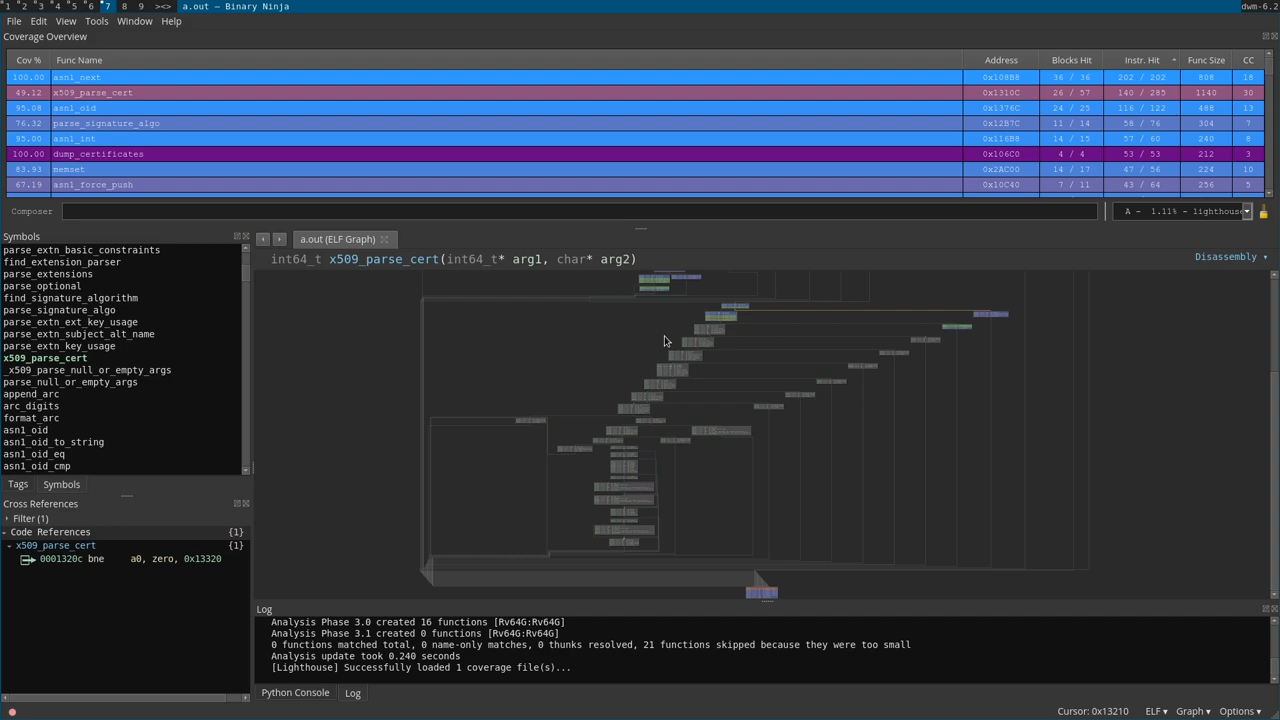 1 2 3 4 5 6 7 8 9 ><> a.out — Binary Ninja dwm-6.2
File Edit View Tools Window Help
Coverage Overview
Cov % Func Name Address Blocks Hit Instr. Hit Func Size CC
100.00 asn1_next 0x108B8 36 / 36 202 / 202 808 18
49.12 x509_parse_cert 0x1310C 26 / 57 140 / 285 1140 30
95.08 asn1_oid 0x1376C 24 / 25 116 / 122 488 13
76.32 parse_signature_algo 0x12B7C 11 / 14 58 / 76 304 7
95.00 asn1_int 0x116B8 14 / 15 57 / 60 240 8
100.00 dump_certificates 0x106C0 4 / 4 53 / 53 212 3
83.93 memset 0x2AC00 14 / 17 47 / 56 224 10
67.19 asn1_force_push 0x10C40 7 / 11 43 / 64 256 5
Composer A - 1.11% - lighthouse
Symbols
parse_extn_basic_constraints
find_extension_parser
parse_extensions
parse_optional
find_signature_algorithm
parse_signature_algo
parse_extn_ext_key_usage
parse_extn_subject_alt_name
parse_extn_key_usage
x509_parse_cert
_x509_parse_null_or_empty_args
parse_null_or_empty_args
append_arc
arc_digits
format_arc
asn1_oid
asn1_oid_to_string
asn1_oid_eq
asn1_oid_cmp
Tags Symbols
a.out (ELF Graph)
int64_t x509_parse_cert(int64_t* arg1, char* arg2) Disassembly
Cross References
Filter (1)
Code References {1}
x509_parse_cert {1}
0001320c bne a0, zero, 0x13320
Log
Analysis Phase 3.0 created 16 functions [Rv64G:Rv64G]
Analysis Phase 3.1 created 0 functions [Rv64G:Rv64G]
0 functions matched total, 0 name-only matches, 0 thunks resolved, 21 functions skipped because they were too small
Analysis update took 0.240 seconds
[Lighthouse] Successfully loaded 1 coverage file(s)...
Python Console Log
Cursor: 0x13210 ELF Graph Options